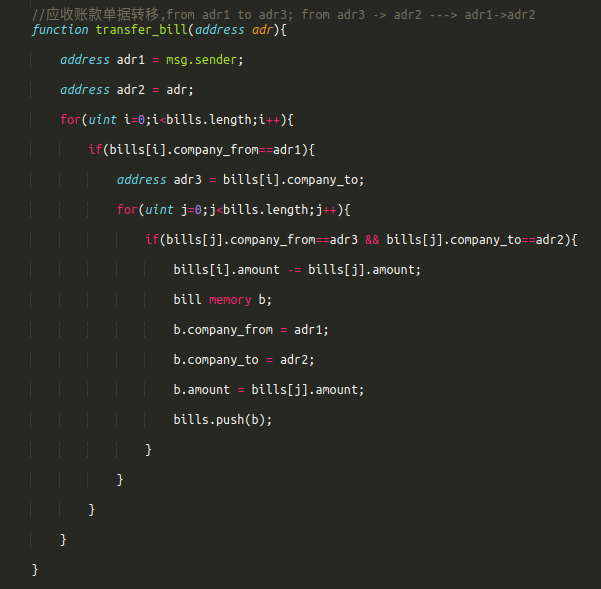 //应收账款单据转移,from adr1 to adr3; from adr3 -> adr2 ---> adr1->adr2
function transfer_bill(address adr){
address adr1 = msg.sender;
address adr2 = adr;
for(uint i=0;i<bills.length;i++){
if(bills[i].company_from==adr1){
address adr3 = bills[i].company_to;
for(uint j=0;j<bills.length;j++){
if(bills[j].company_from==adr3 && bills[j].company_to==adr2){
bills[i].amount -= bills[j].amount;
bill memory b;
b.company_from = adr1;
b.company_to = adr2;
b.amount = bills[j].amount;
bills.push(b);
}
}
}
}
}